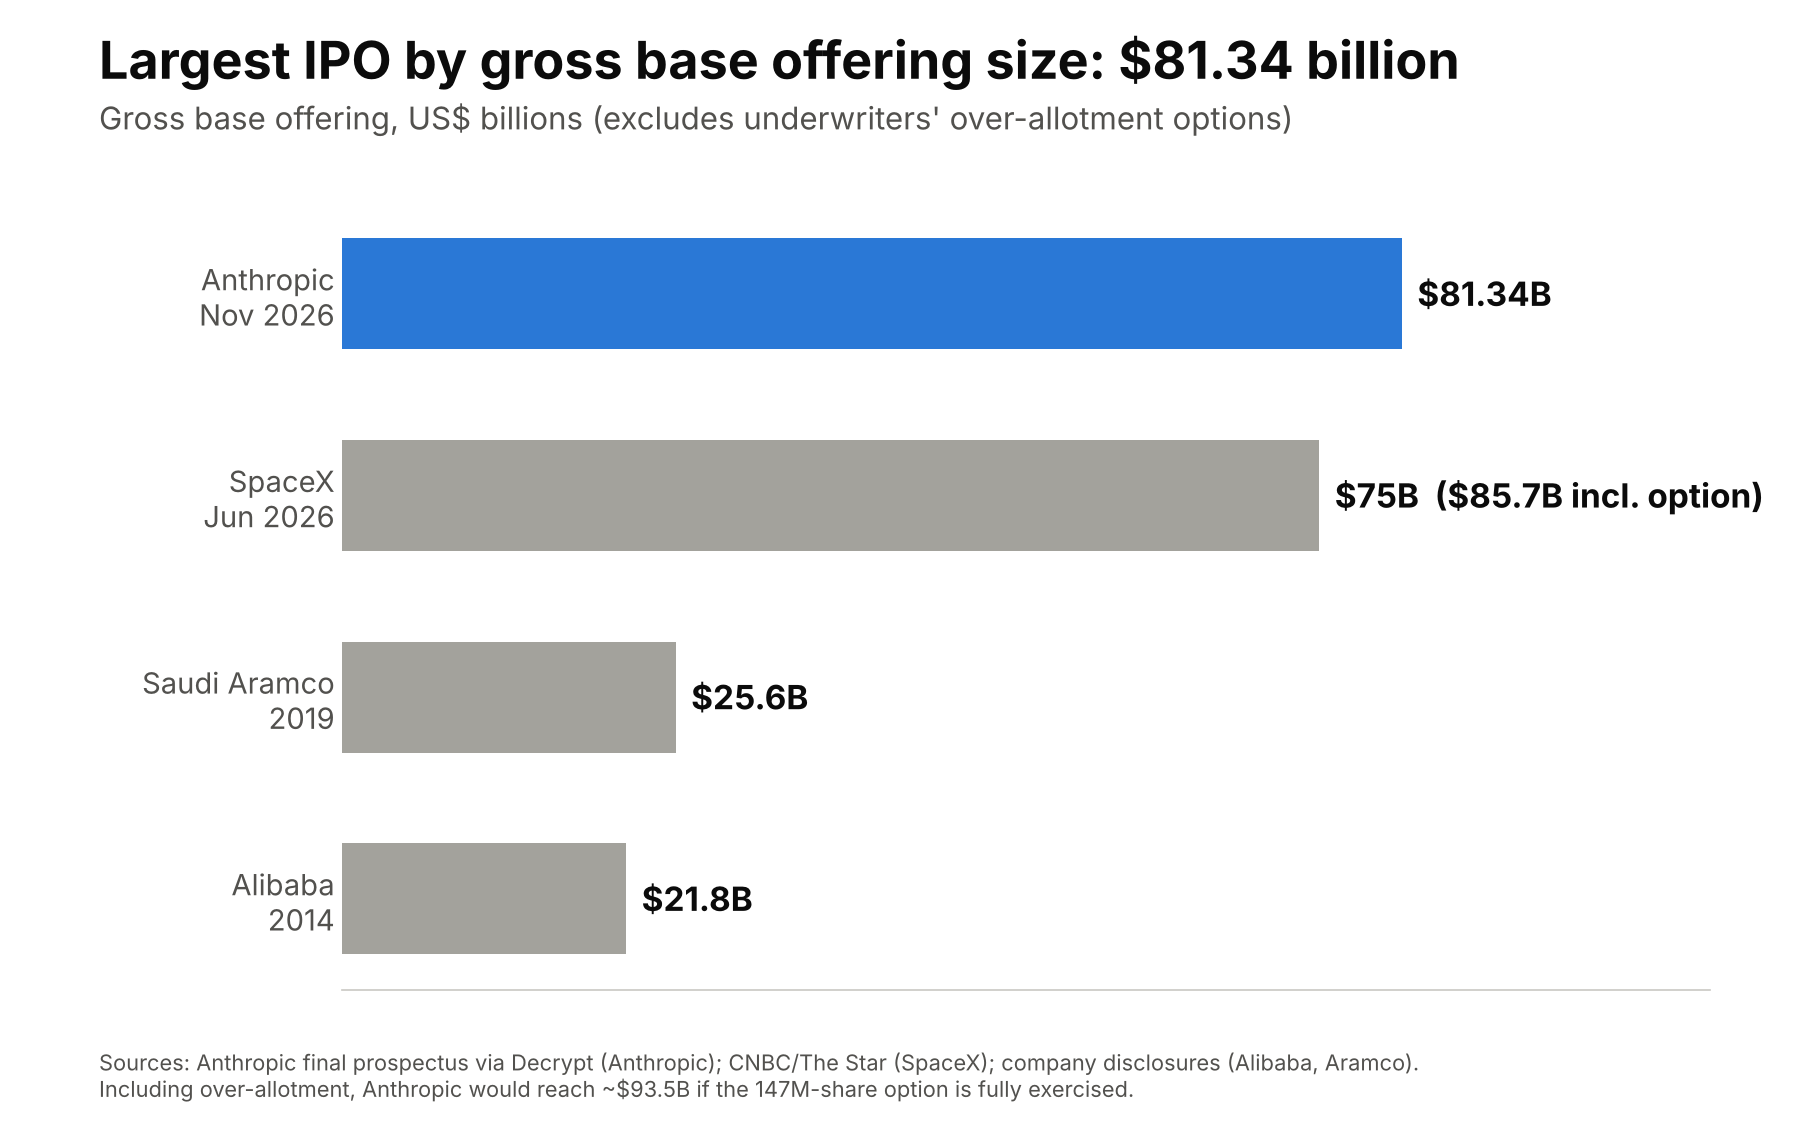 Largest IPO by gross base offering size: $81.34 billion
Gross base offering, US$ billions (excludes underwriters' over-allotment options)
Anthropic
Nov 2026
$81.34B
SpaceX
Jun 2026
$75B ($85.7B incl. option)
Saudi Aramco
2019
$25.6B
Alibaba
2014
$21.8B
Sources: Anthropic final prospectus via Decrypt (Anthropic); CNBC/The Star (SpaceX); company disclosures (Alibaba, Aramco).
Including over-allotment, Anthropic would reach ~$93.5B if the 147M-share option is fully exercised.